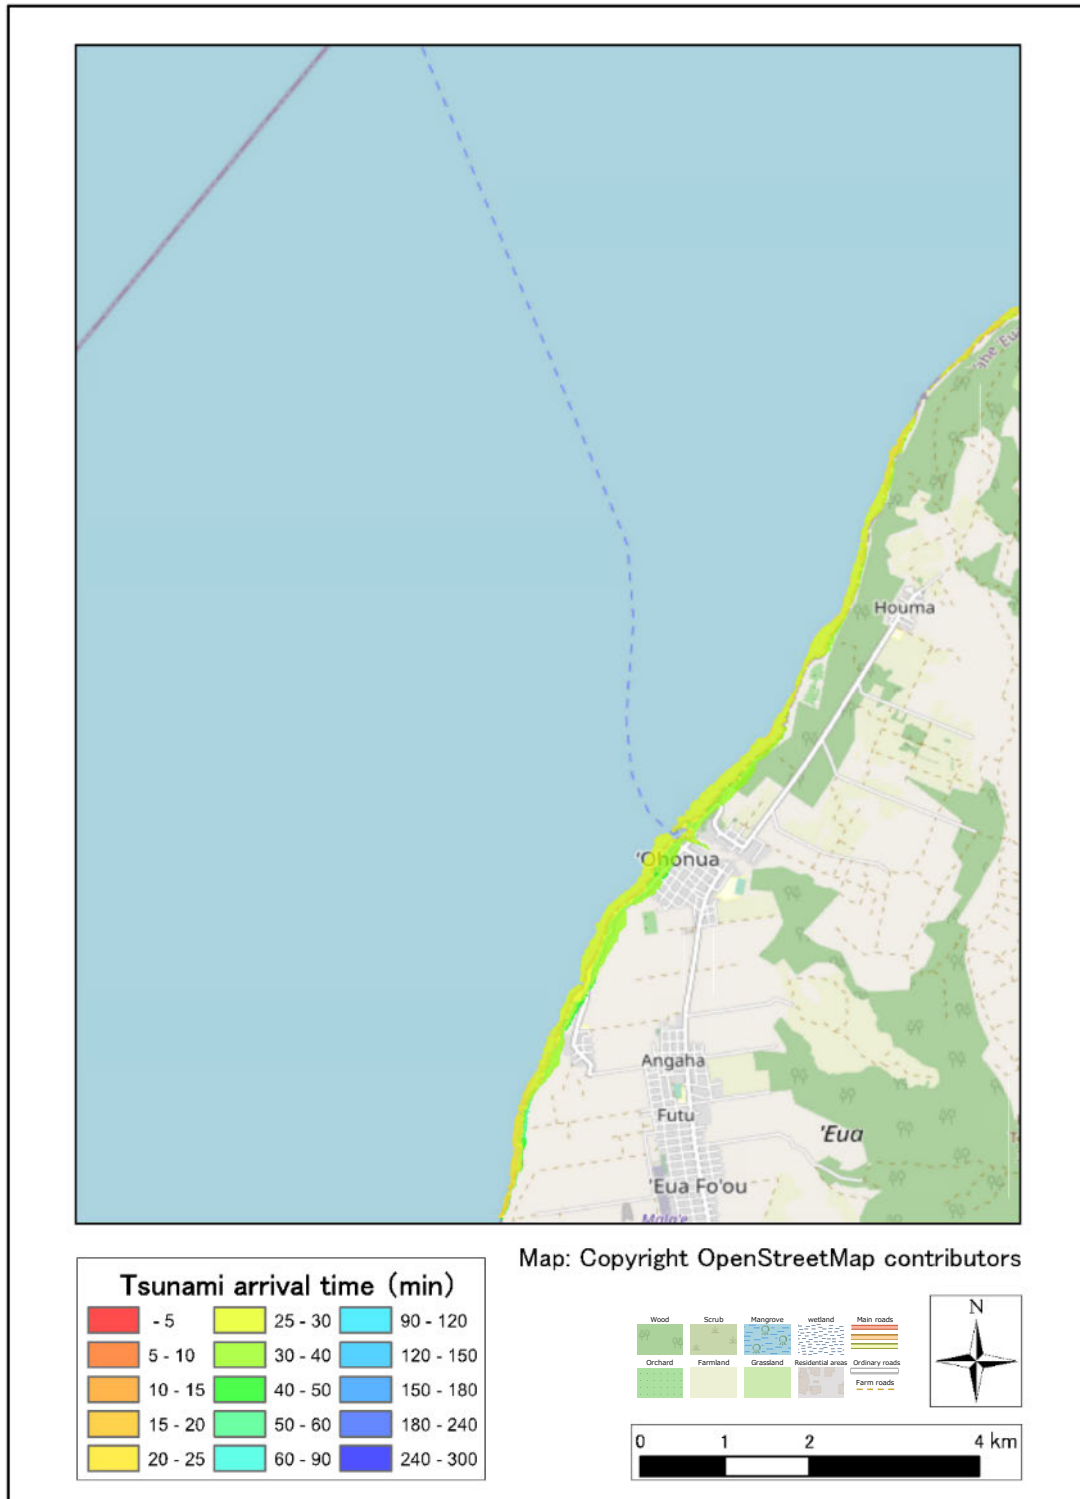 'ahe 'Eu
Houma
'Ohonua
Angaha
Futu
'Eua
'Eua Fo'ou
Mala'e
Map: Copyright OpenStreetMap contributors
Tsunami arrival time (min)
- 5 25 - 30 90 - 120
5 - 10 30 - 40 120 - 150
10 - 15 40 - 50 150 - 180
15 - 20 50 - 60 180 - 240
20 - 25 60 - 90 240 - 300
Wood Scrub Mangrove wetland Main roads
Orchard Farmland Grassland Residential areas Ordinary roads
Farm roads
N
0 1 2 4 km